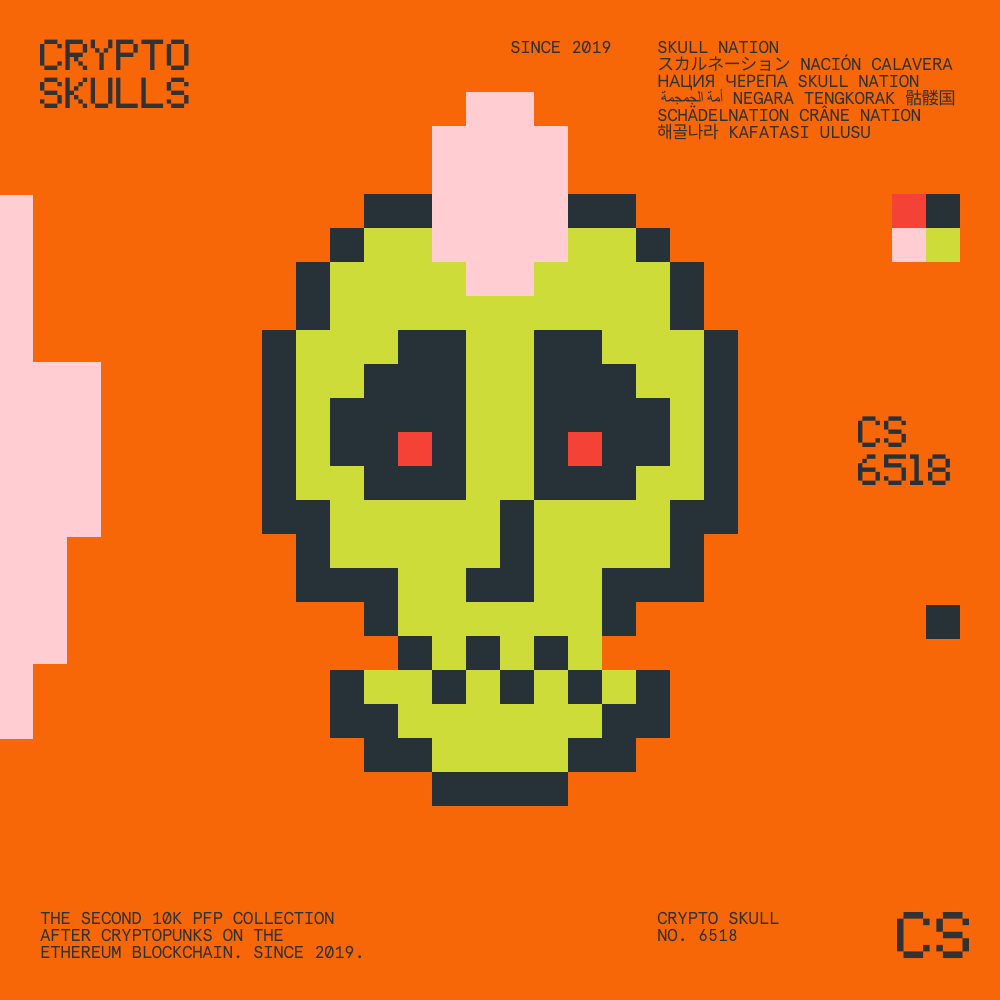 CRYPTO
SKULLS
SINCE 2019
SKULL NATION
スカルネーション NACIÓN CALAVERA
НАЦИЯ ЧЕРЕПА SKULL NATION
أمة الجمجمة NEGARA TENGKORAK 骷髅国
SCHÄDELNATION CRÂNE NATION
해골나라 KAFATASI ULUSU
CS
6518
THE SECOND 10K PFP COLLECTION
AFTER CRYPTOPUNKS ON THE
ETHEREUM BLOCKCHAIN. SINCE 2019.
CRYPTO SKULL
NO. 6518
CS